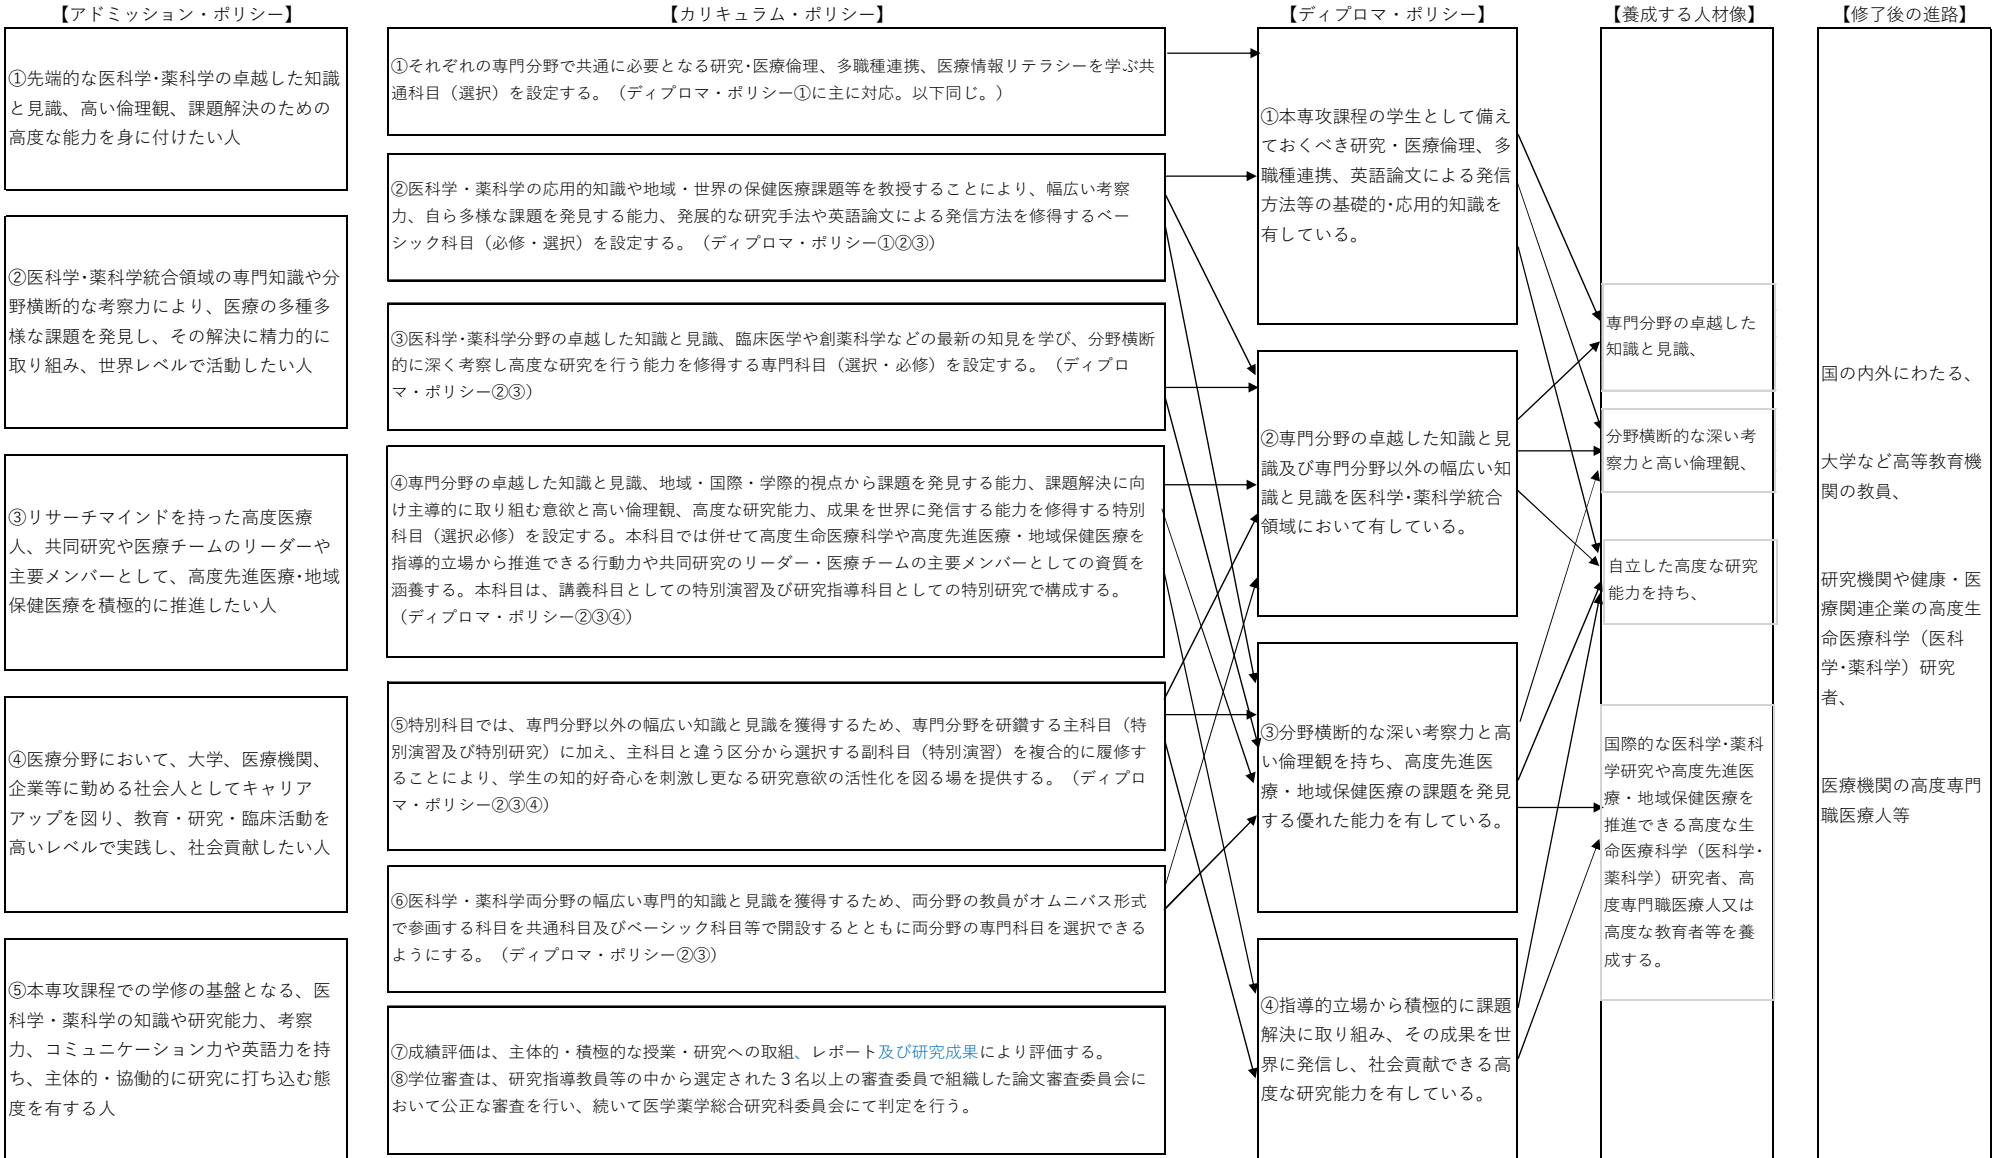 【アドミッション・ポリシー】
①先端的な医科学･薬科学の卓越した知識
と見識、高い倫理観、課題解決のための
高度な能力を身に付けたい人
②医科学･薬科学統合領域の専門知識や分
野横断的な考察力により、医療の多種多
様な課題を発見し、その解決に精力的に
取り組み、世界レベルで活動したい人
③リサーチマインドを持った高度医療
人、共同研究や医療チームのリーダーや
主要メンバーとして、高度先進医療･地域
保健医療を積極的に推進したい人
④医療分野において、大学、医療機関、
企業等に勤める社会人としてキャリア
アップを図り、教育・研究・臨床活動を
高いレベルで実践し、社会貢献したい人
⑤本専攻課程での学修の基盤となる、医
科学・薬科学の知識や研究能力、考察
力、コミュニケーション力や英語力を持
ち、主体的・協働的に研究に打ち込む態
度を有する人
【カリキュラム・ポリシー】
①それぞれの専門分野で共通に必要となる研究･医療倫理、多職種連携、医療情報リテラシーを学ぶ共
通科目（選択）を設定する。（ディプロマ・ポリシー①に主に対応。以下同じ。）
②医科学・薬科学の応用的知識や地域・世界の保健医療課題等を教授することにより、幅広い考察
力、自ら多様な課題を発見する能力、発展的な研究手法や英語論文による発信方法を修得するベー
シック科目（必修・選択）を設定する。（ディプロマ・ポリシー①②③）
③医科学･薬科学分野の卓越した知識と見識、臨床医学や創薬科学などの最新の知見を学び、分野横断
的に深く考察し高度な研究を行う能力を修得する専門科目（選択・必修）を設定する。（ディプロ
マ・ポリシー②③）
④専門分野の卓越した知識と見識、地域・国際・学際的視点から課題を発見する能力、課題解決に向
け主導的に取り組む意欲と高い倫理観、高度な研究能力、成果を世界に発信する能力を修得する特別
科目（選択必修）を設定する。本科目では併せて高度生命医療科学や高度先進医療・地域保健医療を
指導的立場から推進できる行動力や共同研究のリーダー・医療チームの主要メンバーとしての資質を
涵養する。本科目は、講義科目としての特別演習及び研究指導科目としての特別研究で構成する。
（ディプロマ・ポリシー②③④）
⑤特別科目では、専門分野以外の幅広い知識と見識を獲得するため、専門分野を研鑽する主科目（特
別演習及び特別研究）に加え、主科目と違う区分から選択する副科目（特別演習）を複合的に履修す
ることにより、学生の知的好奇心を刺激し更なる研究意欲の活性化を図る場を提供する。（ディプロ
マ・ポリシー②③④）
⑥医科学・薬科学両分野の幅広い専門的知識と見識を獲得するため、両分野の教員がオムニバス形式
で参画する科目を共通科目及びベーシック科目等で開設するとともに両分野の専門科目を選択できる
ようにする。（ディプロマ・ポリシー②③）
⑦成績評価は、主体的・積極的な授業・研究への取組、レポート及び研究成果により評価する。
⑧学位審査は、研究指導教員等の中から選定された３名以上の審査委員で組織した論文審査委員会に
おいて公正な審査を行い、続いて医学薬学総合研究科委員会にて判定を行う。
【ディプロマ・ポリシー】
①本専攻課程の学生として備え
ておくべき研究・医療倫理、多
職種連携、英語論文による発信
方法等の基礎的･応用的知識を
有している。
②専門分野の卓越した知識と見
識及び専門分野以外の幅広い知
識と見識を医科学･薬科学統合
領域において有している。
③分野横断的な深い考察力と高
い倫理観を持ち、高度先進医
療・地域保健医療の課題を発見
する優れた能力を有している。
④指導的立場から積極的に課題
解決に取り組み、その成果を世
界に発信し、社会貢献できる高
度な研究能力を有している。
【養成する人材像】
専門分野の卓越した
知識と見識、
分野横断的な深い考
察力と高い倫理観、
自立した高度な研究
能力を持ち、
国際的な医科学･薬科
学研究や高度先進医
療・地域保健医療を
推進できる高度な生
命医療科学（医科学･
薬科学）研究者、高
度専門職医療人又は
高度な教育者等を養
成する。
【修了後の進路】
国の内外にわたる、
大学など高等教育機
関の教員、
研究機関や健康・医
療関連企業の高度生
命医療科学（医科
学･薬科学）研究
者、
医療機関の高度専門
職医療人等